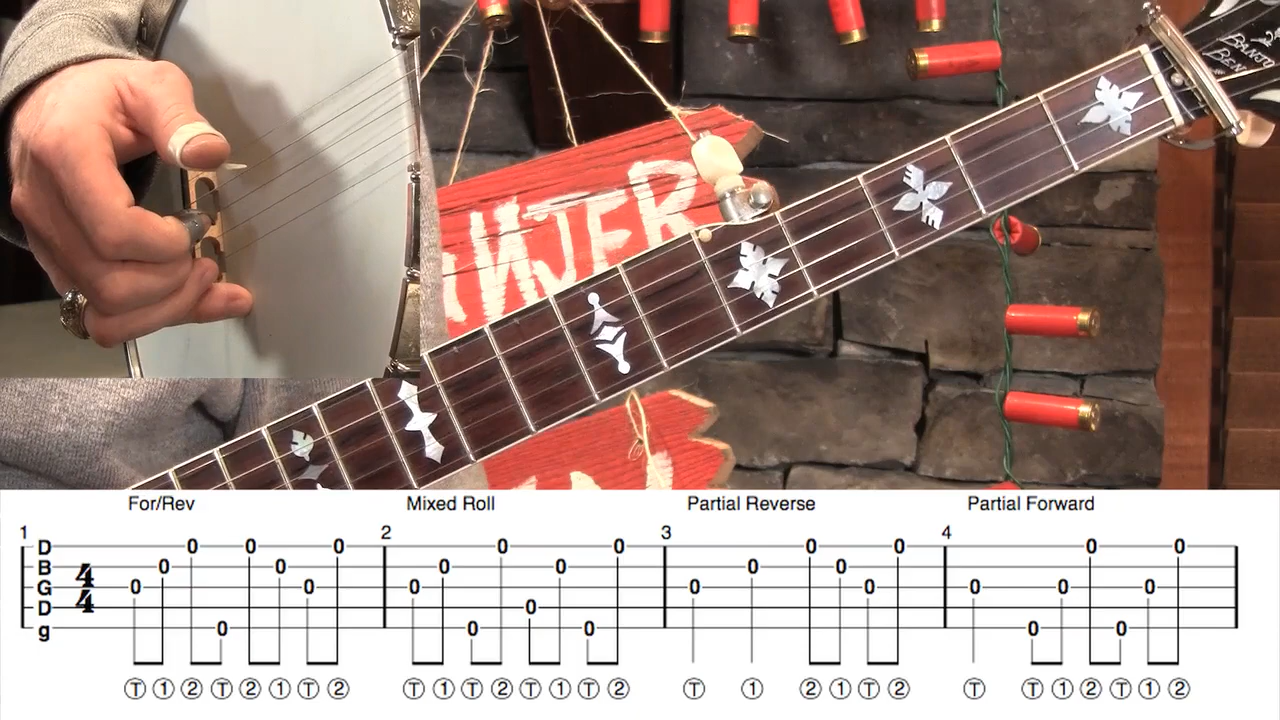 BANJO
BEN
For/Rev Mixed Roll Partial Reverse Partial Forward
1 2 3 4
D 0 0 0 0 0 0 0 0 0
B 0 0 0 0 0 0
G 4 0 0 0 0 0 0 0 0
D 4 0
g 0 0 0 0 0
T 1 2 T 2 1 T 2 T 1 T 2 T 1 T 2 T 1 2 1 T 2 T T 1 2 T 1 2